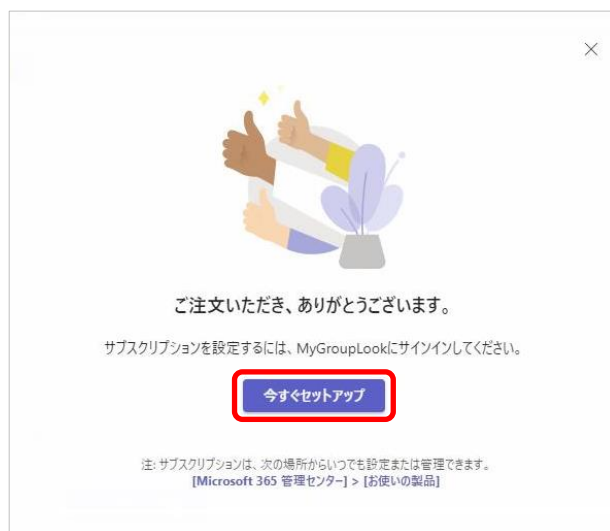 ご注文いただき、ありがとうございます。
サブスクリプションを設定するには、MyGroupLookにサインインしてください。
今すぐセットアップ
注: サブスクリプションは、次の場所からいつでも設定または管理できます。
[Microsoft 365 管理センター] > [お使いの製品]